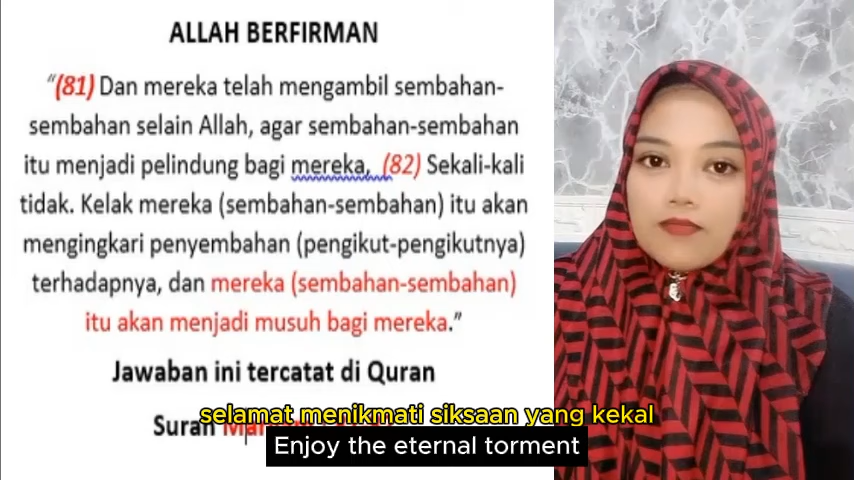 ALLAH BERFIRMAN
“(81) Dan mereka telah mengambil sembahan-
sembahan selain Allah, agar sembahan-sembahan
itu menjadi pelindung bagi mereka, (82) Sekali-kali
tidak. Kelak mereka (sembahan-sembahan) itu akan
mengingkari penyembahan (pengikut-pengikutnya)
terhadapnya, dan mereka (sembahan-sembahan)
itu akan menjadi musuh bagi mereka.”
Jawaban ini tercatat di Quran
selamat menikmati siksaan yang kekal
Surah
Enjoy the eternal torment